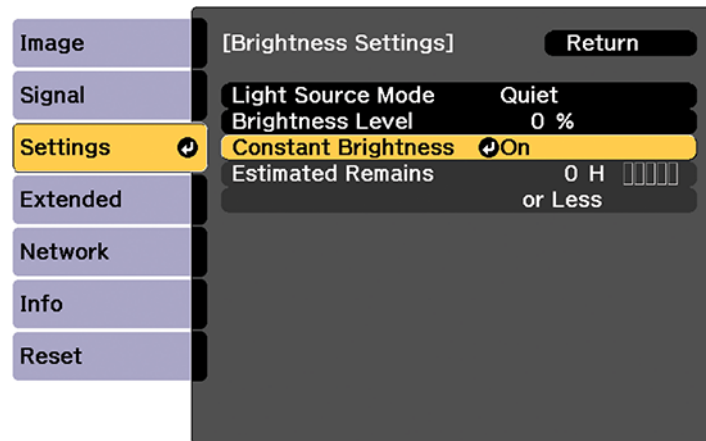 Image
Signal
Settings
Extended
Network
Info
Reset
[Brightness Settings] Return
Light Source Mode Quiet
Brightness Level 0 %
Constant Brightness On
Estimated Remains 0 H
or Less